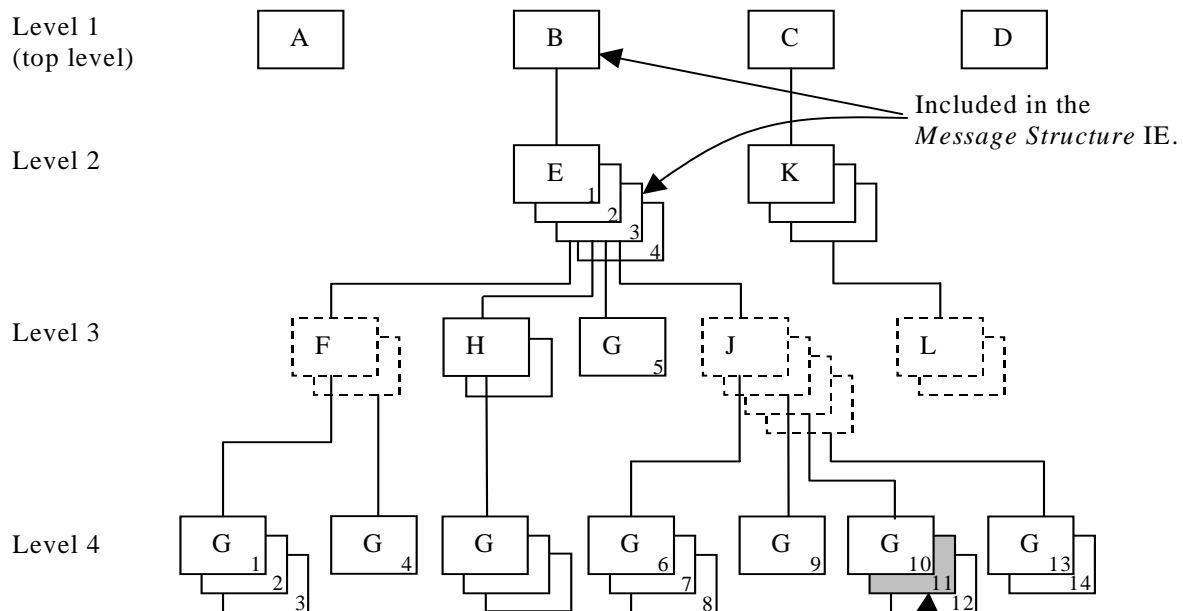 Level 1
(top level)
A
B
C
D
Included in the
Message Structure IE.
Level 2
E
1
2
3
4
K
Level 3
F
H
G
5
J
L
Level 4
G
1
2
3
G
4
G
G
6
7
8
G
9
G
10
11
12
G
13
14